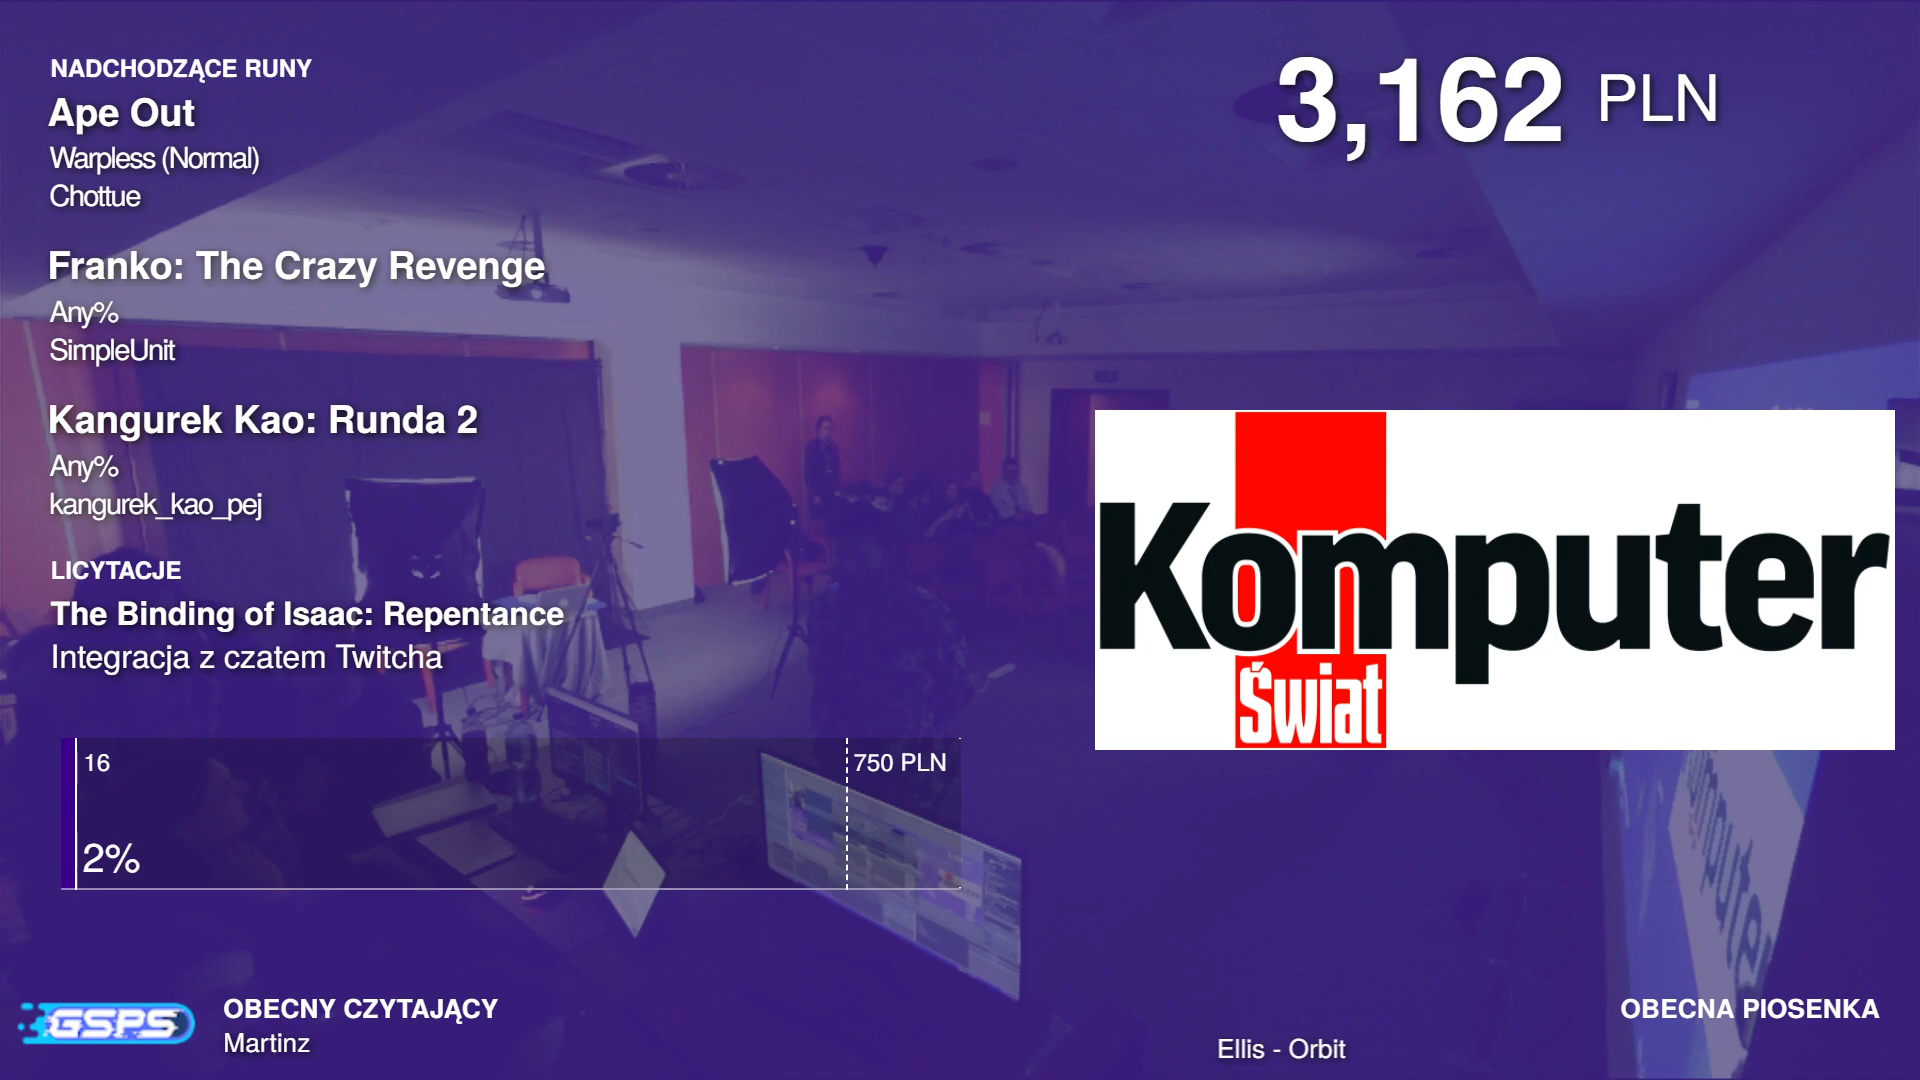 NADCHODZĄCE RUNY
Ape Out
Warpless (Normal)
Chottue
Franko: The Crazy Revenge
Any%
SimpleUnit
Kangurek Kao: Runda 2
Any%
kangurek_kao_pej
LICYTACJE
The Binding of Isaac: Repentance
Integracja z czatem Twitcha
16
750 PLN
2%
3,162 PLN
Komputer
Świat
GSPS
OBECNY CZYTAJĄCY
Martinz
OBECNA PIOSENKA
Ellis - Orbit